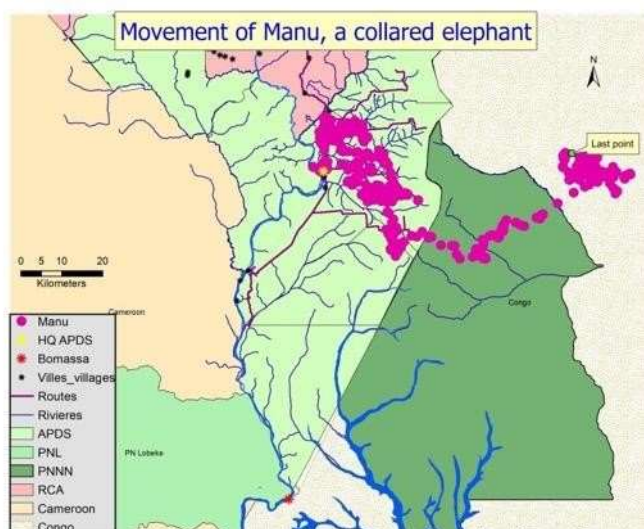 Movement of Manu, a collared elephant
N
Last point
0 5 10 20
Kilometers
Cameroon
Congo
PN Lobeke
Manu
HQ APDS
Bomassa
Villes_villages
Routes
Rivieres
APDS
PNL
PNNN
RCA
Cameroon
Congo